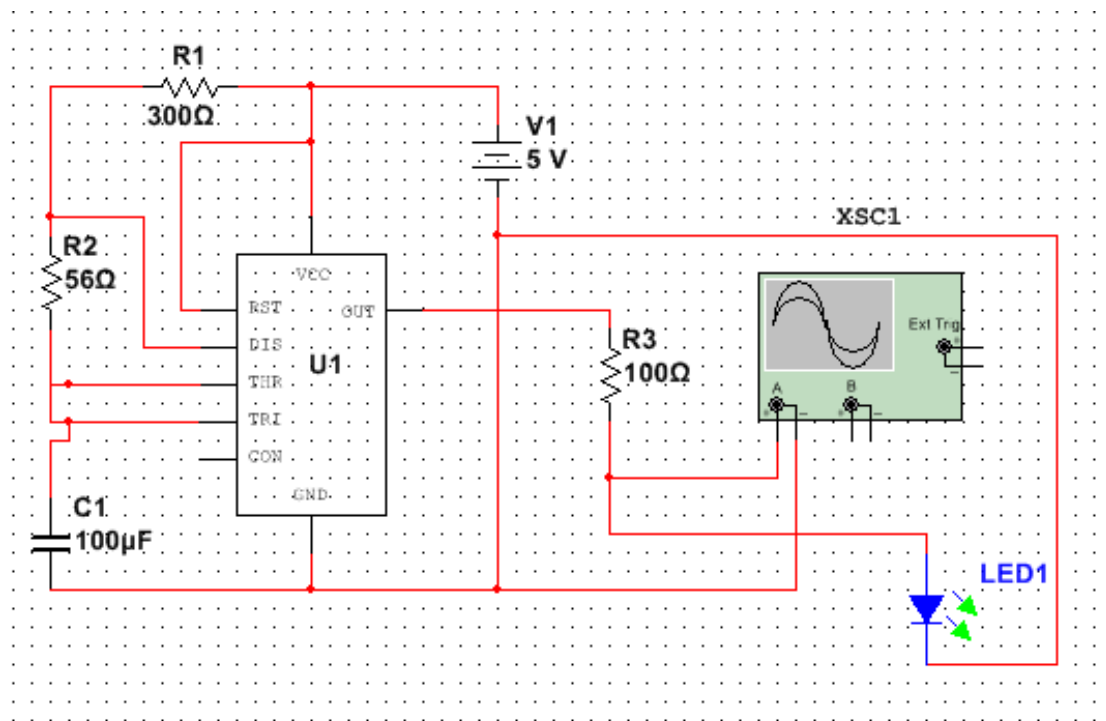 R1
300Ω
V1
5 V
XSC1
R2
56Ω
VCC
RST
OUT
DIS
U1
THR
TRI
CON
GND
R3
100Ω
Ext Trig
+
−
A
B
+
−
+
−
C1
100µF
LED1